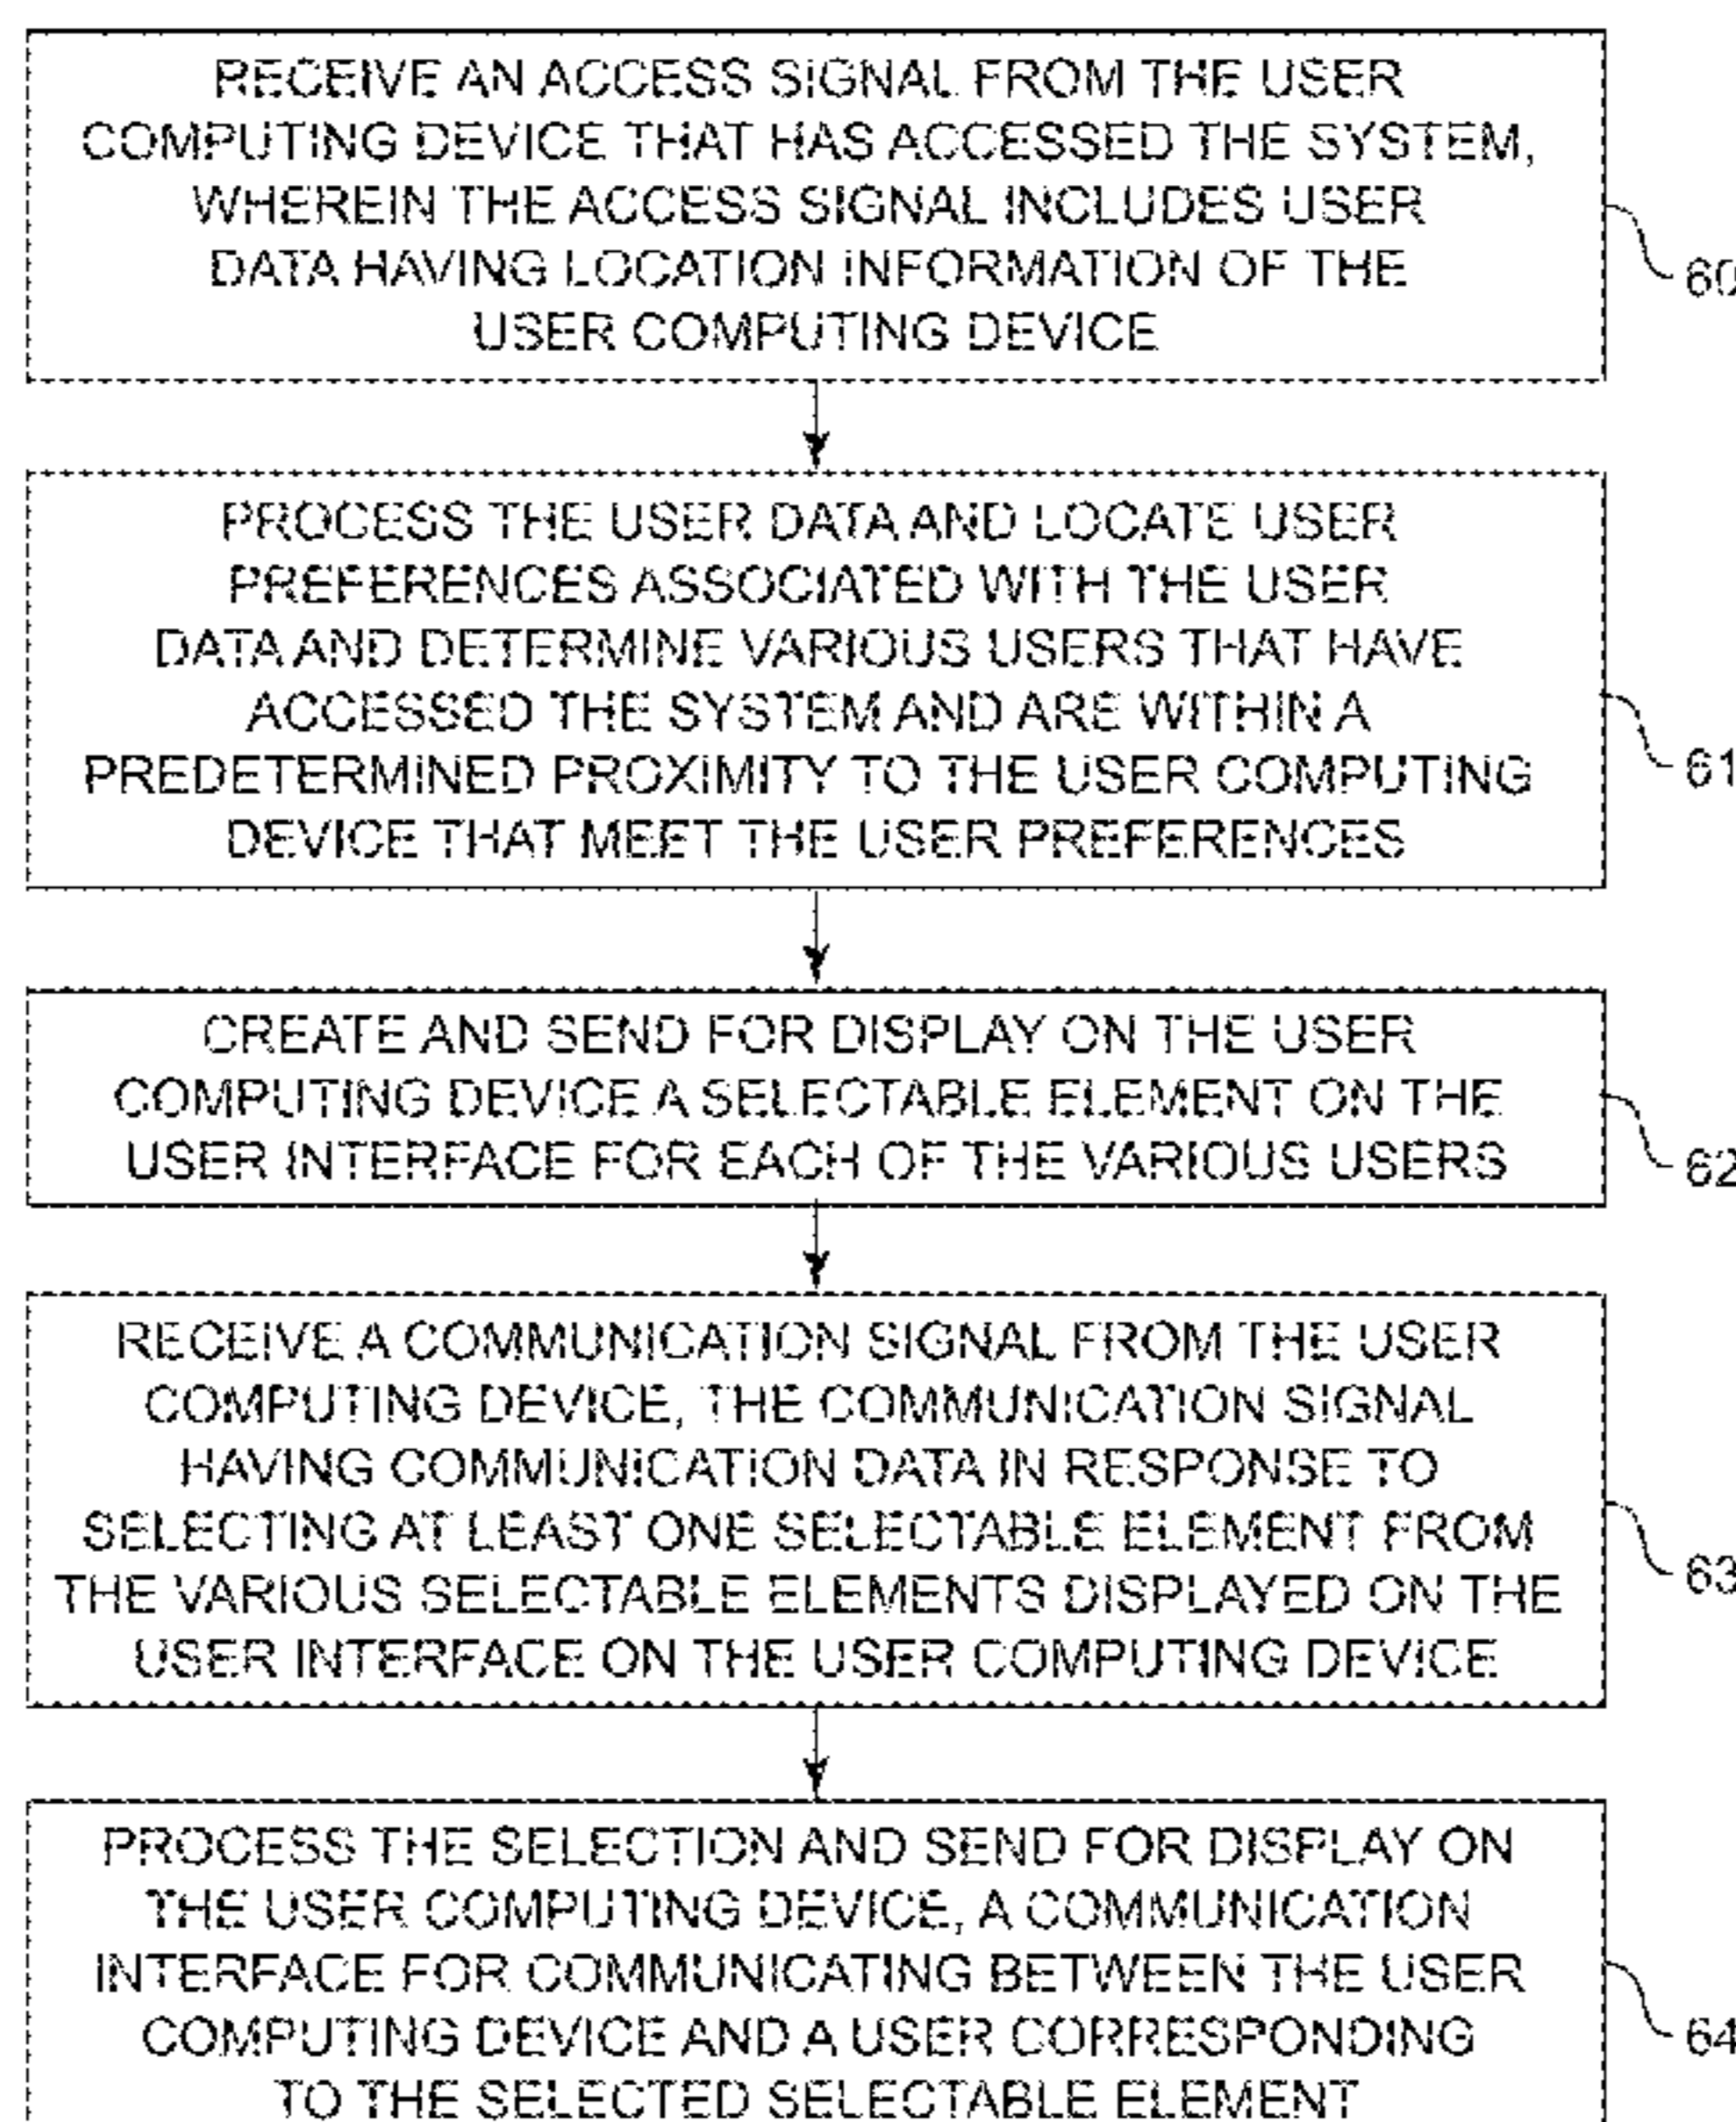 RECEIVE AN ACCESS SIGNAL FROM THE USER
COMPUTING DEVICE THAT HAS ACCESSED THE SYSTEM,
WHEREIN THE ACCESS SIGNAL INCLUDES USER
DATA HAVING LOCATION INFORMATION OF THE
USER COMPUTING DEVICE
60
PROCESS THE USER DATA AND LOCATE USER
PREFERENCES ASSOCIATED WITH THE USER
DATA AND DETERMINE VARIOUS USERS THAT HAVE
ACCESSED THE SYSTEM AND ARE WITHIN A
PREDETERMINED PROXIMITY TO THE USER COMPUTING
DEVICE THAT MEET THE USER PREFERENCES
61
CREATE AND SEND FOR DISPLAY ON THE USER
COMPUTING DEVICE A SELECTABLE ELEMENT ON THE
USER INTERFACE FOR EACH OF THE VARIOUS USERS
62
RECEIVE A COMMUNICATION SIGNAL FROM THE USER
COMPUTING DEVICE, THE COMMUNICATION SIGNAL
HAVING COMMUNICATION DATA IN RESPONSE TO
SELECTING AT LEAST ONE SELECTABLE ELEMENT FROM
THE VARIOUS SELECTABLE ELEMENTS DISPLAYED ON THE
USER INTERFACE ON THE USER COMPUTING DEVICE
63
PROCESS THE SELECTION AND SEND FOR DISPLAY ON
THE USER COMPUTING DEVICE, A COMMUNICATION
INTERFACE FOR COMMUNICATING BETWEEN THE USER
COMPUTING DEVICE AND A USER CORRESPONDING
TO THE SELECTED SELECTABLE ELEMENT
64